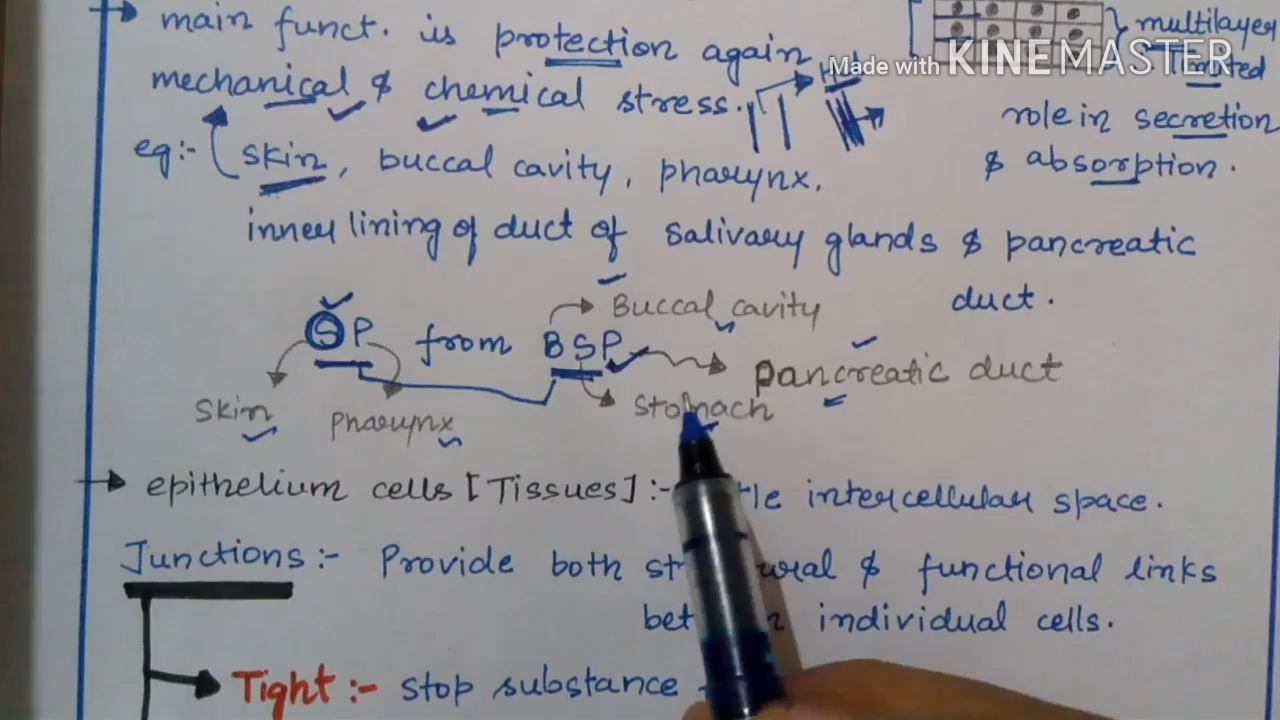 main funct. is protection again
mechanical & chemical stress.
eg:- skin, buccal cavity, pharynx.
inner lining of duct of salivary glands & pancreatic
duct.
multilayer
Made with KINEMASTER
role in secretion
& absorption.
SP from BSP
Buccal cavity
pancreatic duct
Stomach
Skin
Pharynx
epithelium cells [Tissues] :- intercellular space.
Junctions :- Provide both & functional links
individual cells.
Tight :- stop substance